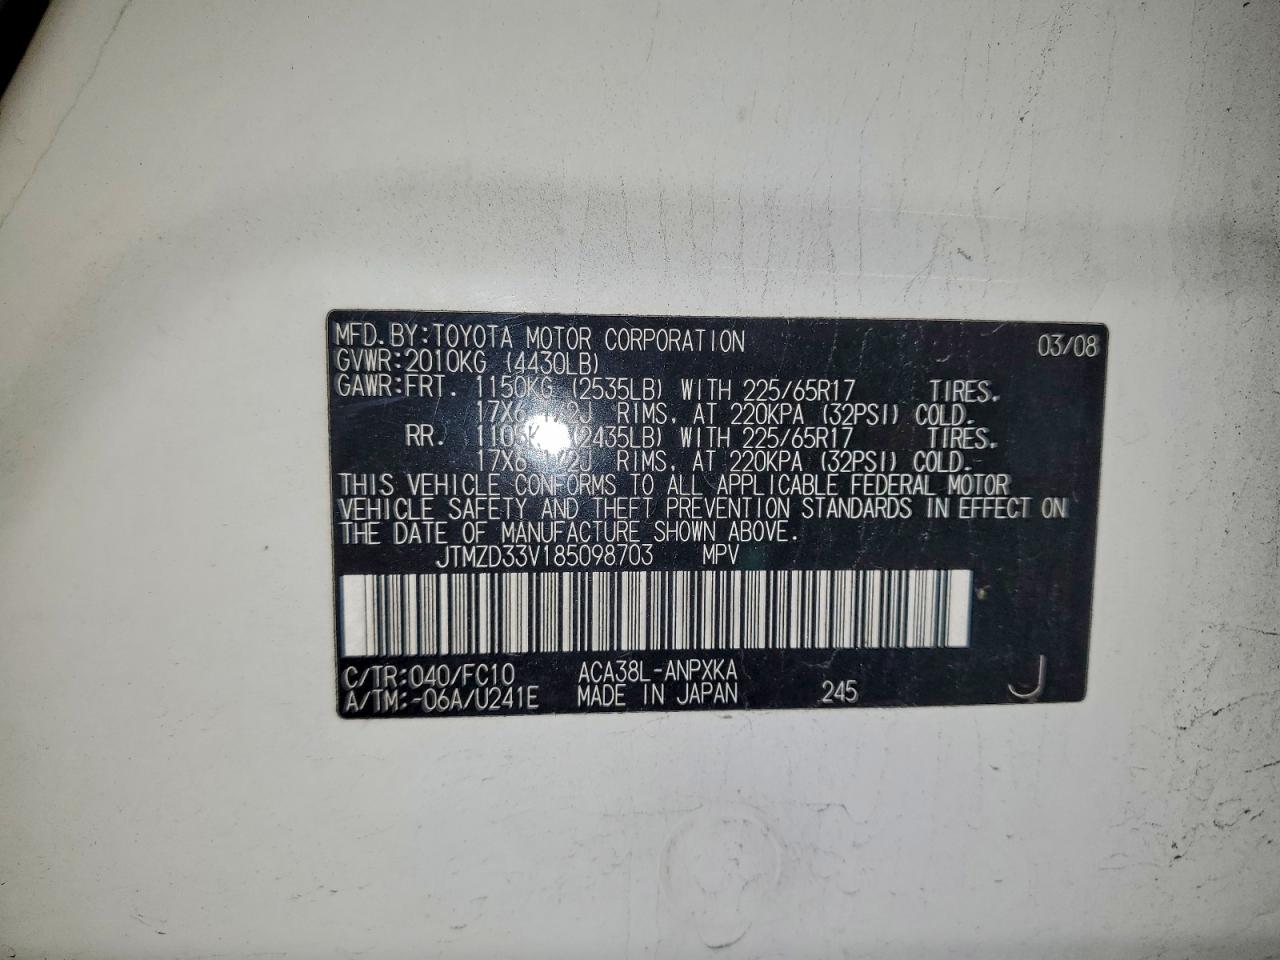 MFD. BY: TOYOTA MOTOR CORPORATION 03/08
GVWR: 2010KG (4430LB)
GAWR: FRT. 1150KG (2535LB) WITH 225/65R17 TIRES.
RIMS, AT 220KPA (32PSI) COLD.
RR. (2435LB) WITH 225/65R17 TIRES.
RIMS, AT 220KPA (32PSI) COLD.
THIS VEHICLE CONFORMS TO ALL APPLICABLE FEDERAL MOTOR
VEHICLE SAFETY AND THEFT PREVENTION STANDARDS IN EFFECT ON
THE DATE OF MANUFACTURE SHOWN ABOVE.
JTMZD33V185098703 MPV
C/TR: 040/FC10 ACA38L-ANPXKA
A/TM: -06A/U241E MADE IN JAPAN 245 J